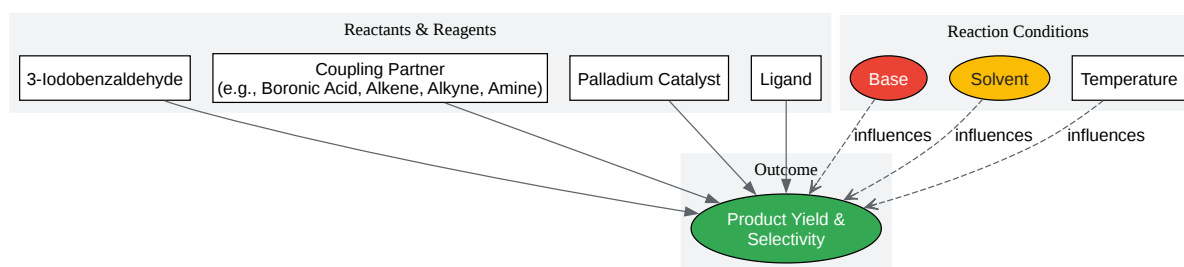 Reactants & Reagents
Reaction Conditions
3-Iodobenzaldehyde
Coupling Partner
(e.g., Boronic Acid, Alkene, Alkyne, Amine)
Palladium Catalyst
Ligand
Base
Solvent
Temperature
influences
influences
influences
Outcome
Product Yield &
Selectivity